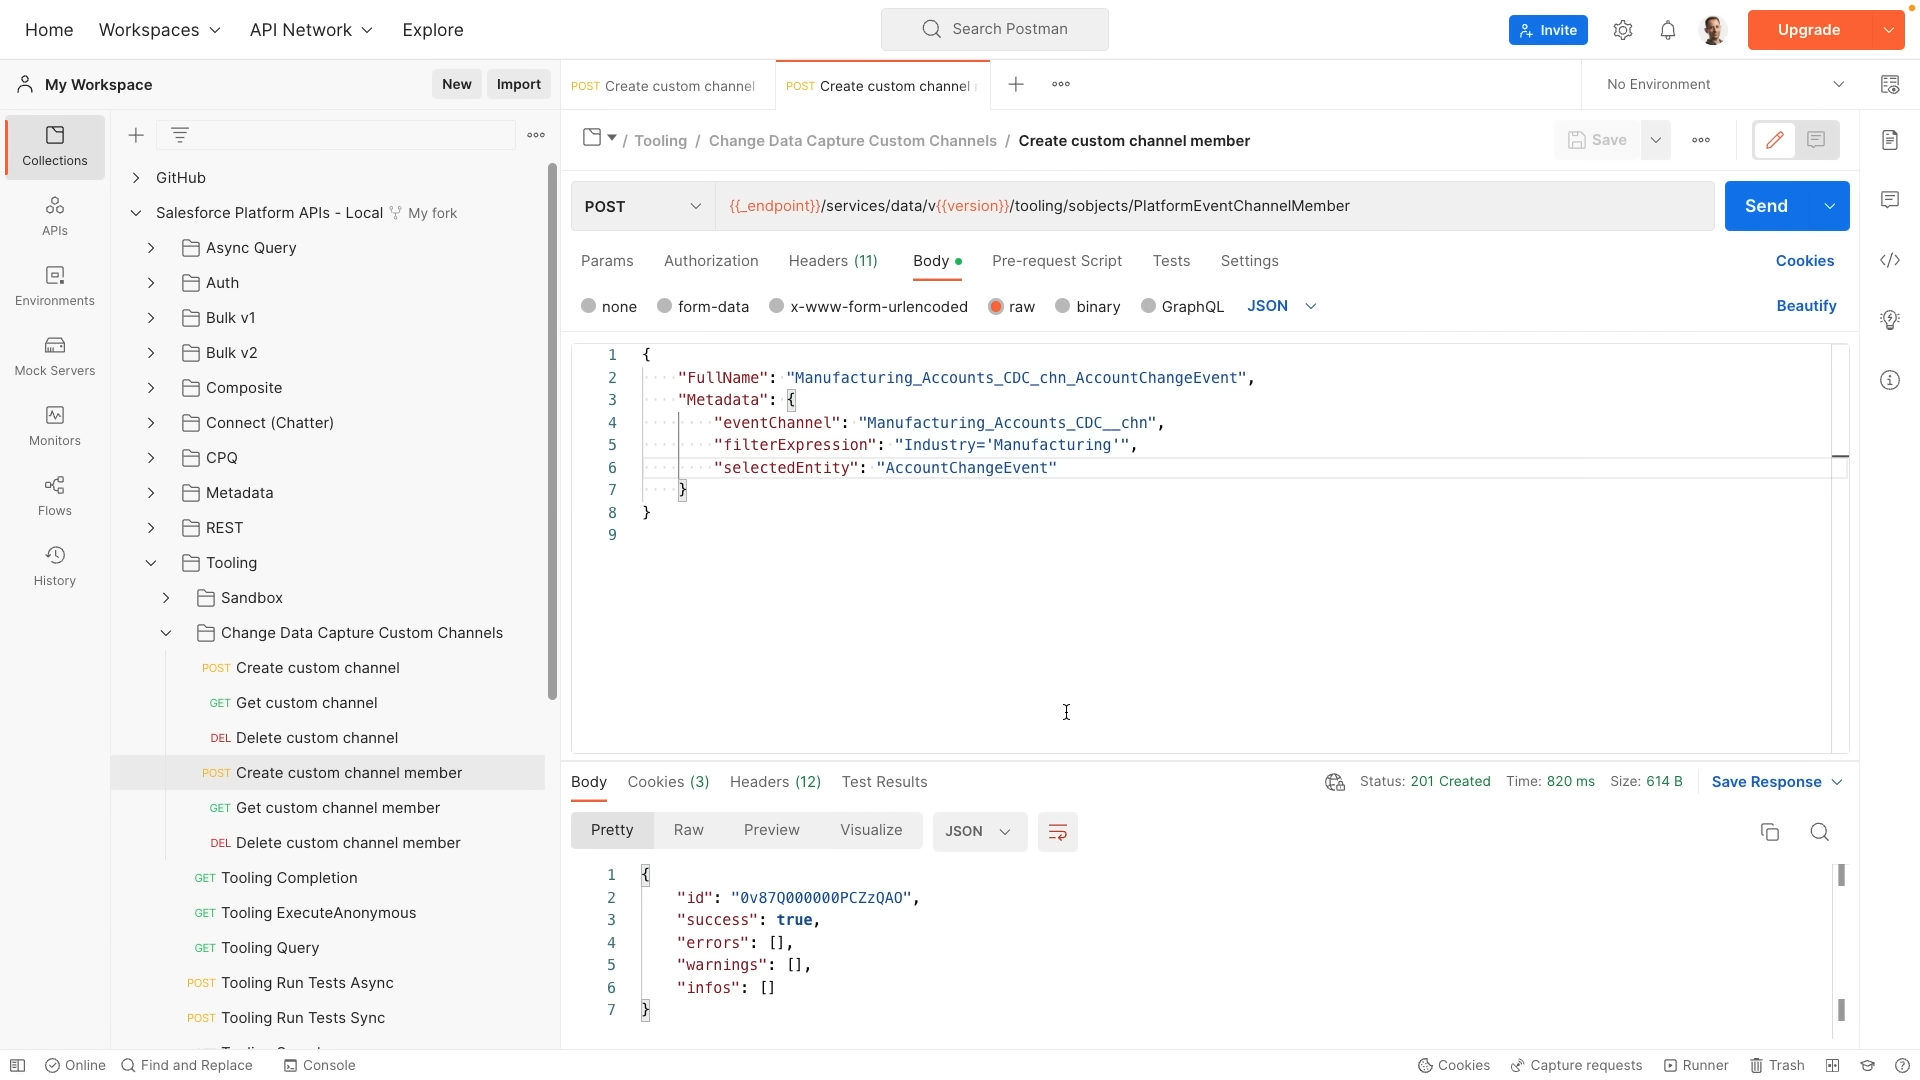 Home Workspaces API Network Explore Search Postman Invite Upgrade
My Workspace New Import POST Create custom channel POST Create custom channel No Environment
Collections
APIs
Environments
Mock Servers
Monitors
Flows
History
GitHub
Salesforce Platform APIs - Local My fork
Async Query
Auth
Bulk v1
Bulk v2
Composite
Connect (Chatter)
CPQ
Metadata
REST
Tooling
Sandbox
Change Data Capture Custom Channels
POST Create custom channel
GET Get custom channel
DEL Delete custom channel
POST Create custom channel member
GET Get custom channel member
DEL Delete custom channel member
GET Tooling Completion
GET Tooling ExecuteAnonymous
GET Tooling Query
POST Tooling Run Tests Async
POST Tooling Run Tests Sync
/ Tooling / Change Data Capture Custom Channels / Create custom channel member Save
POST {{_endpoint}}/services/data/v{{version}}/tooling/sobjects/PlatformEventChannelMember Send
Params Authorization Headers (11) Body Pre-request Script Tests Settings Cookies
none form-data x-www-form-urlencoded raw binary GraphQL JSON Beautify
1 {
2 "FullName": "Manufacturing_Accounts_CDC_chn_AccountChangeEvent",
3 "Metadata": {
4 "eventChannel": "Manufacturing_Accounts_CDC__chn",
5 "filterExpression": "Industry='Manufacturing'",
6 "selectedEntity": "AccountChangeEvent"
7 }
8 }
9
Body Cookies (3) Headers (12) Test Results Status: 201 Created Time: 820 ms Size: 614 B Save Response
Pretty Raw Preview Visualize JSON
1 {
2 "id": "0v87Q000000PCZzQAO",
3 "success": true,
4 "errors": [],
5 "warnings": [],
6 "infos": []
7 }
Online Find and Replace Console Cookies Capture requests Runner Trash